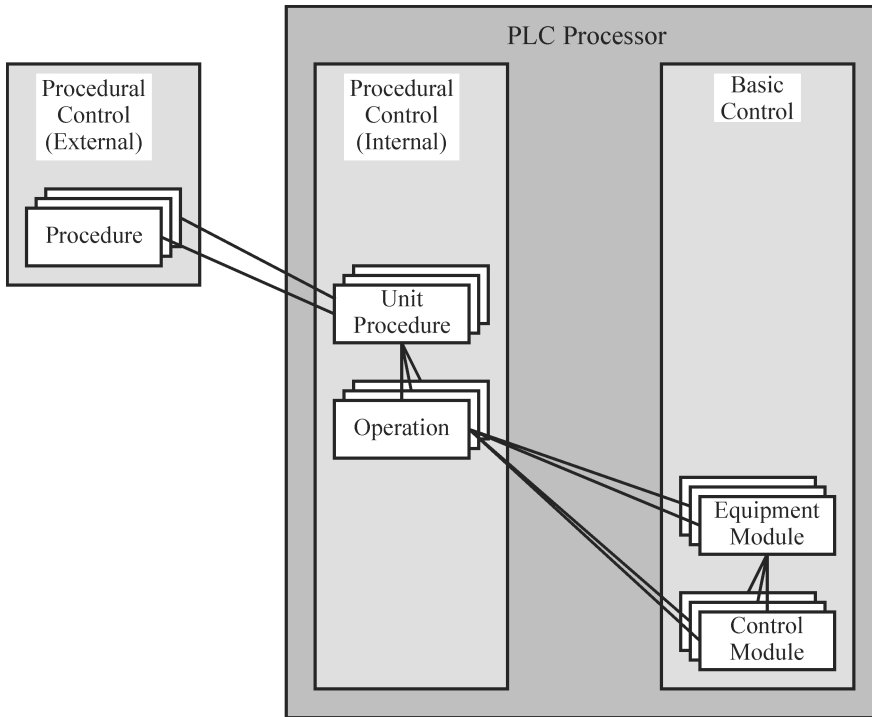 PLC Processor
Procedural
Control
(External)
Procedure
Procedural
Control
(Internal)
Unit
Procedure
Operation
Basic
Control
Equipment
Module
Control
Module